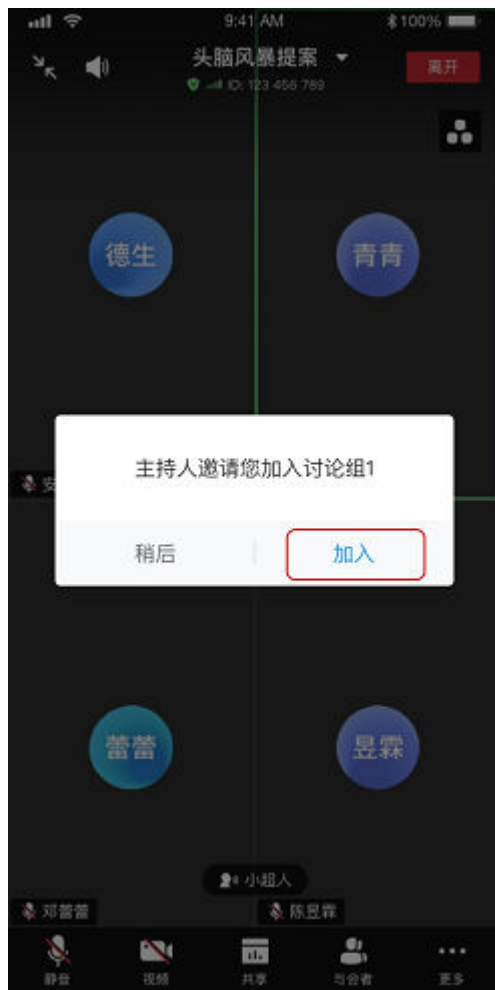 9:41 AM
100%
头脑风暴提案
ID: 123 456 789
离开
德生
青青
主持人邀请您加入讨论组1
安
稍后
加入
蕾蕾
昱霖
小超人
邓蕾蕾
陈昱霖
静音
视频
共享
与会者
更多